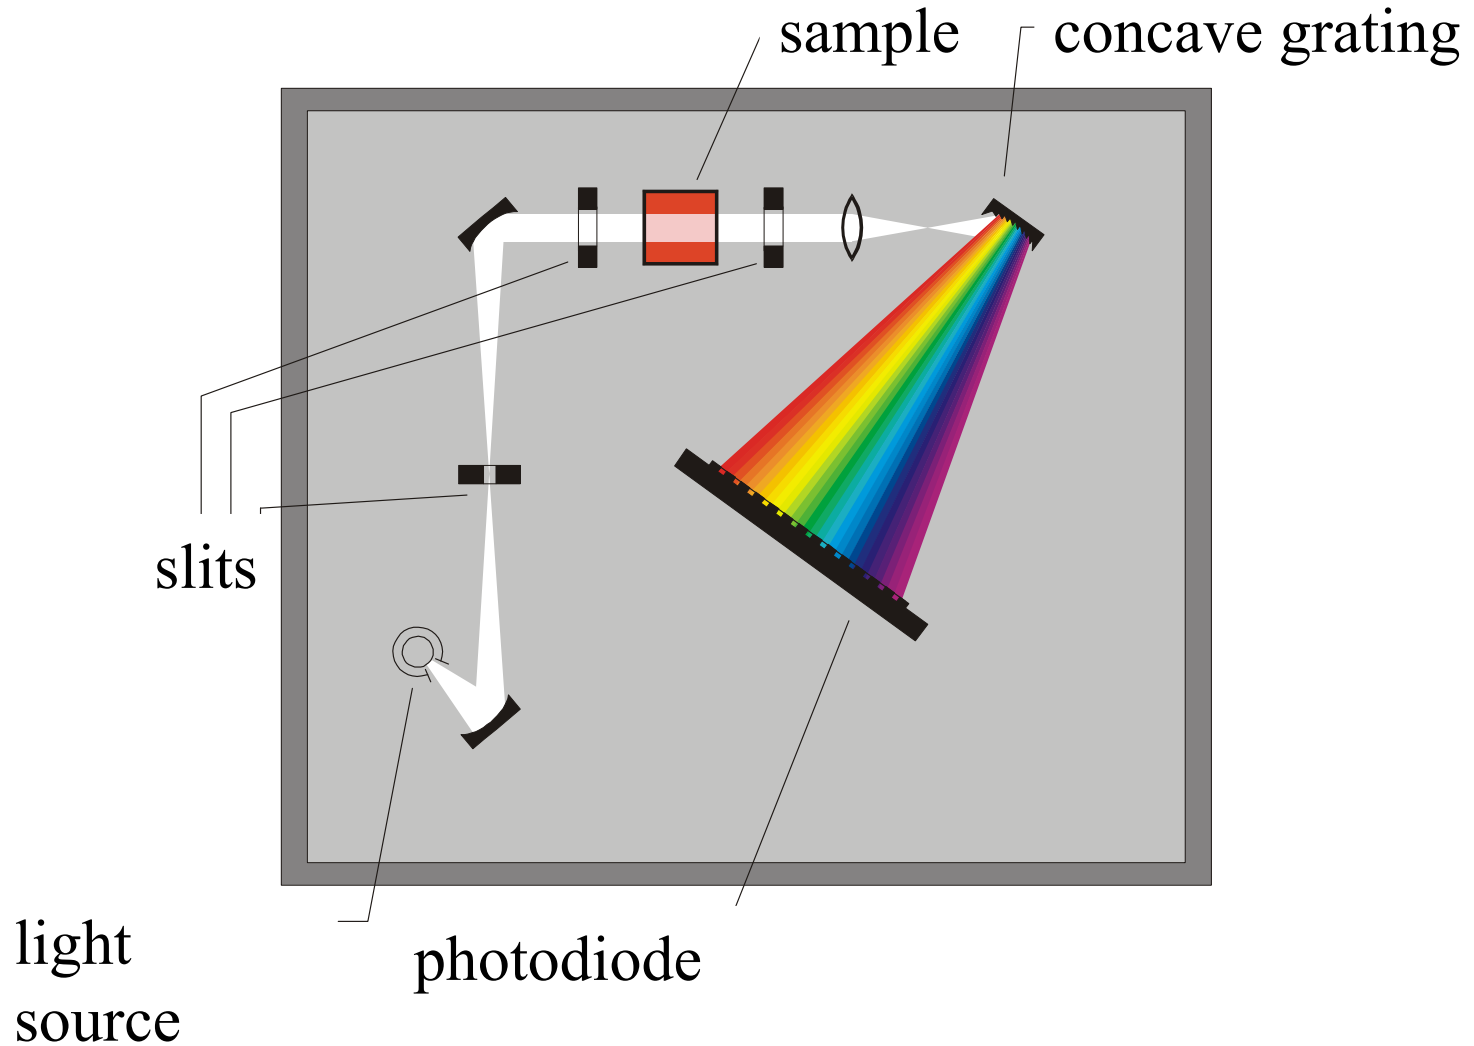 sample
concave grating
slits
light
source
photodiode